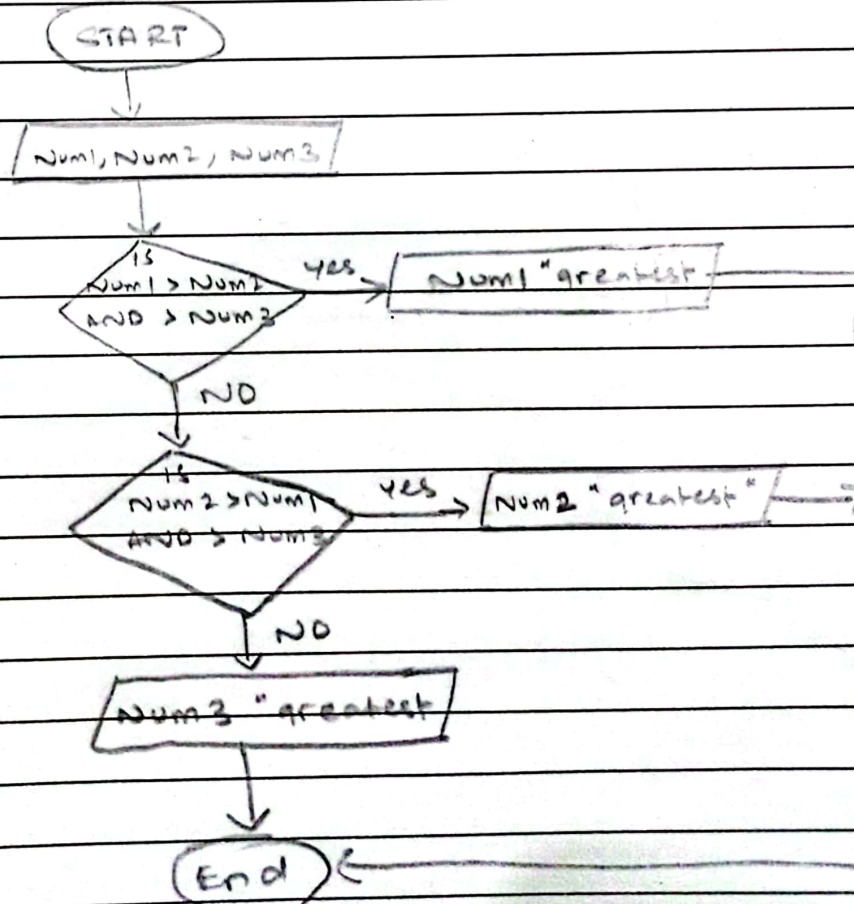 START
Num1, Num2, Num3
is
Num1 > Num2
AND > Num3
yes
Num1 "greatest
NO
is
Num2 > Num1
AND > Num3
yes
Num2 "greatest"
NO
Num3 "greatest
End